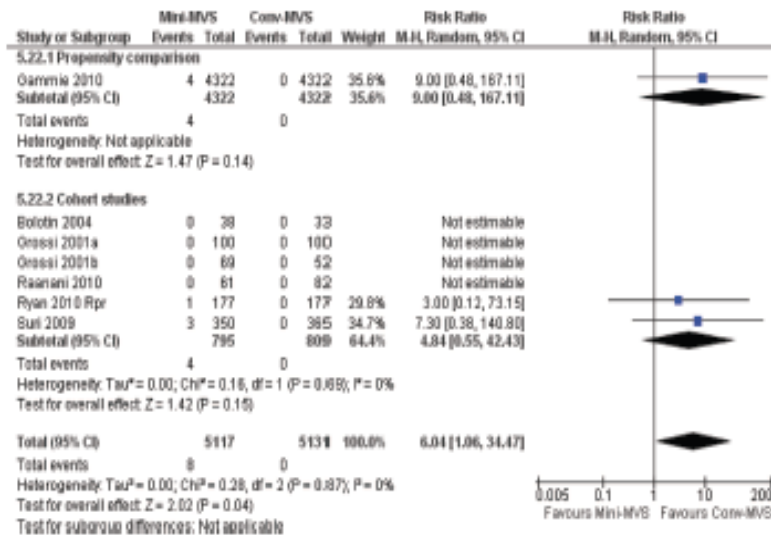 Mini-MVS Conv-MVS Risk Ratio Risk Ratio
Study or Subgroup Events Total Events Total Weight M-H, Random, 95% CI M-H, Random, 95% CI
5.22.1 Propensity comparison
Gammie 2010 4 4322 0 4322 35.6% 9.00 [0.48, 167.11]
Subtotal (95% CI) 4322 4322 35.6% 9.00 [0.48, 167.11]
Total events 4 0
Heterogeneity: Not applicable
Test for overall effect: Z = 1.47 (P = 0.14)
5.22.2 Cohort studies
Bolotin 2004 0 38 0 33 Not estimable
Grossi 2001a 0 100 0 100 Not estimable
Grossi 2001b 0 69 0 52 Not estimable
Raanani 2010 0 61 0 82 Not estimable
Ryan 2010 Rpr 1 177 0 177 29.8% 3.00 [0.12, 73.15]
Suri 2009 3 350 0 365 34.7% 7.30 [0.38, 140.80]
Subtotal (95% CI) 795 809 64.4% 4.84 [0.55, 42.43]
Total events 4 0
Heterogeneity: Tau² = 0.00; Chi² = 0.16, df = 1 (P = 0.69); I² = 0%
Test for overall effect: Z = 1.42 (P = 0.15)
Total (95% CI) 5117 5131 100.0% 6.04 [1.06, 34.47]
Total events 8 0
Heterogeneity: Tau² = 0.00; Chi² = 0.28, df = 2 (P = 0.87); I² = 0%
Test for overall effect: Z = 2.02 (P = 0.04)
Test for subgroup differences: Not applicable
0.005 0.1 1 10 200
Favours Mini-MVS Favours Conv-MVS